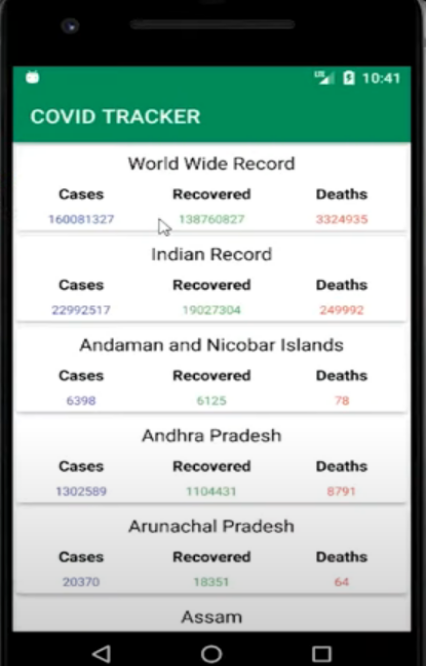 LTE 10:41
COVID TRACKER
World Wide Record
Cases Recovered Deaths
160081327 138760827 3324935
Indian Record
Cases Recovered Deaths
22992517 19027304 249992
Andaman and Nicobar Islands
Cases Recovered Deaths
6398 6125 78
Andhra Pradesh
Cases Recovered Deaths
1302589 1104431 8791
Arunachal Pradesh
Cases Recovered Deaths
20370 18351 64
Assam